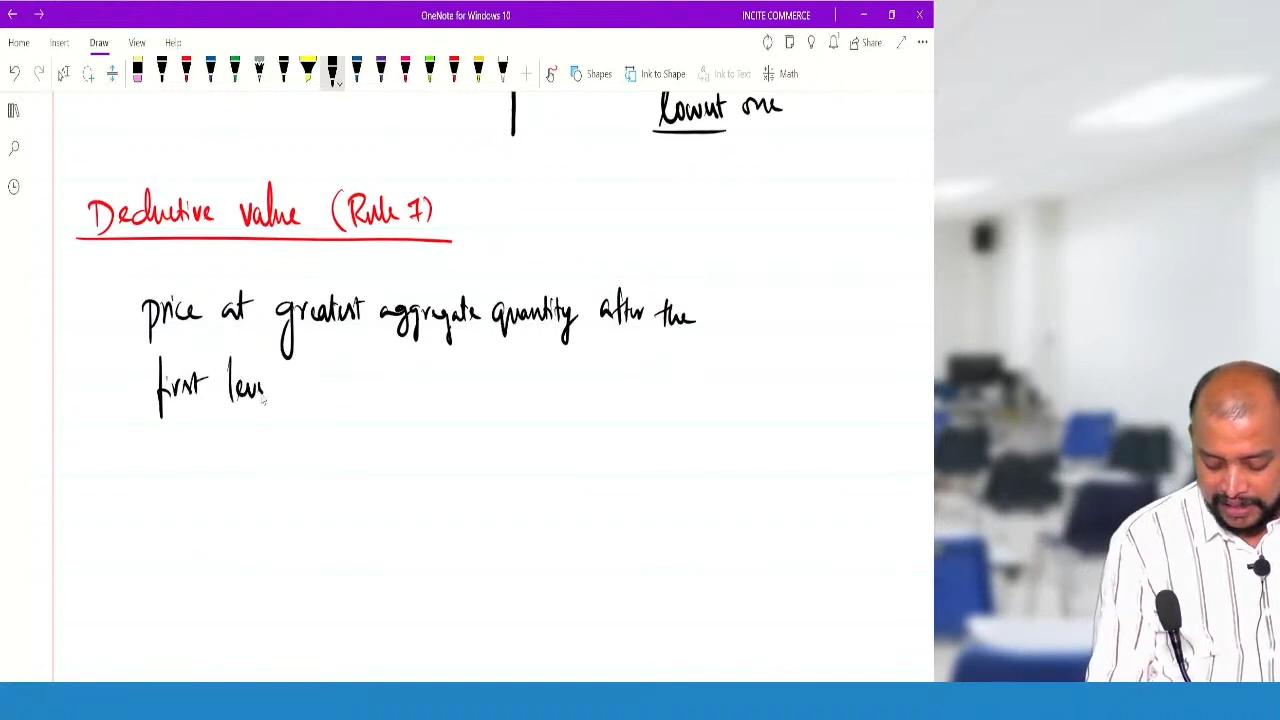 OneNote for Windows 10
INCITE COMMERCE
Home Insert Draw View Help
Share
Shapes Ink to Shape Ink to Text Math
lowest one
Deductive value (Rule 7)
price at greatest aggregate quantity after the
first leve